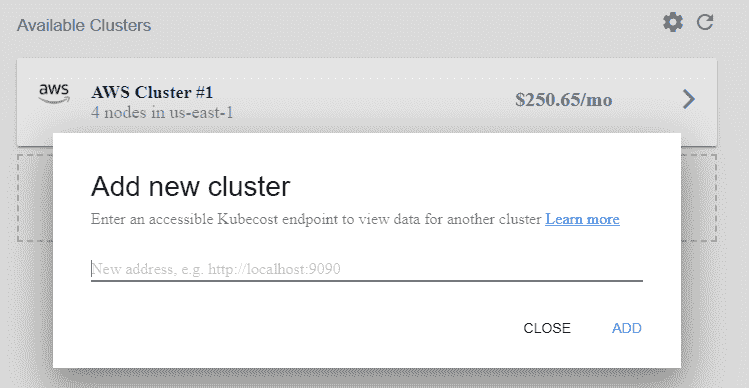 Available Clusters
aws
AWS Cluster #1
4 nodes in us-east-1
$250.65/mo
Add new cluster
Enter an accessible Kubecost endpoint to view data for another cluster Learn more
New address, e.g. http://localhost:9090
CLOSE
ADD